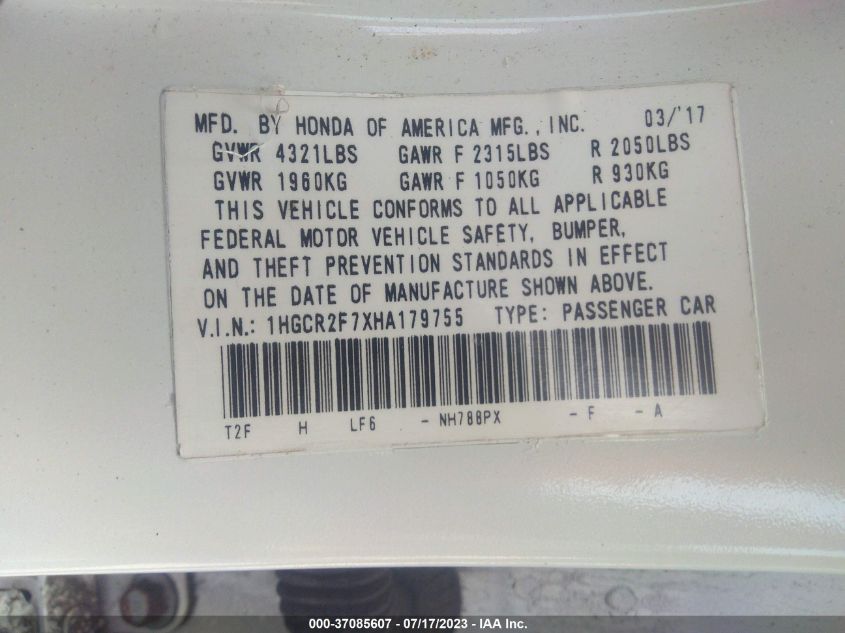 MFD. BY HONDA OF AMERICA MFG., INC. 03/'17
GVWR 4321LBS GAWR F 2315LBS R 2050LBS
GVWR 1960KG GAWR F 1050KG R 930KG
THIS VEHICLE CONFORMS TO ALL APPLICABLE
FEDERAL MOTOR VEHICLE SAFETY, BUMPER,
AND THEFT PREVENTION STANDARDS IN EFFECT
ON THE DATE OF MANUFACTURE SHOWN ABOVE.
V.I.N.: 1HGCR2F7XHA179755 TYPE: PASSENGER CAR
T2F H LF6 - NH788PX - F - A
000-37085607 / 07/17/2023 - IAA Inc.